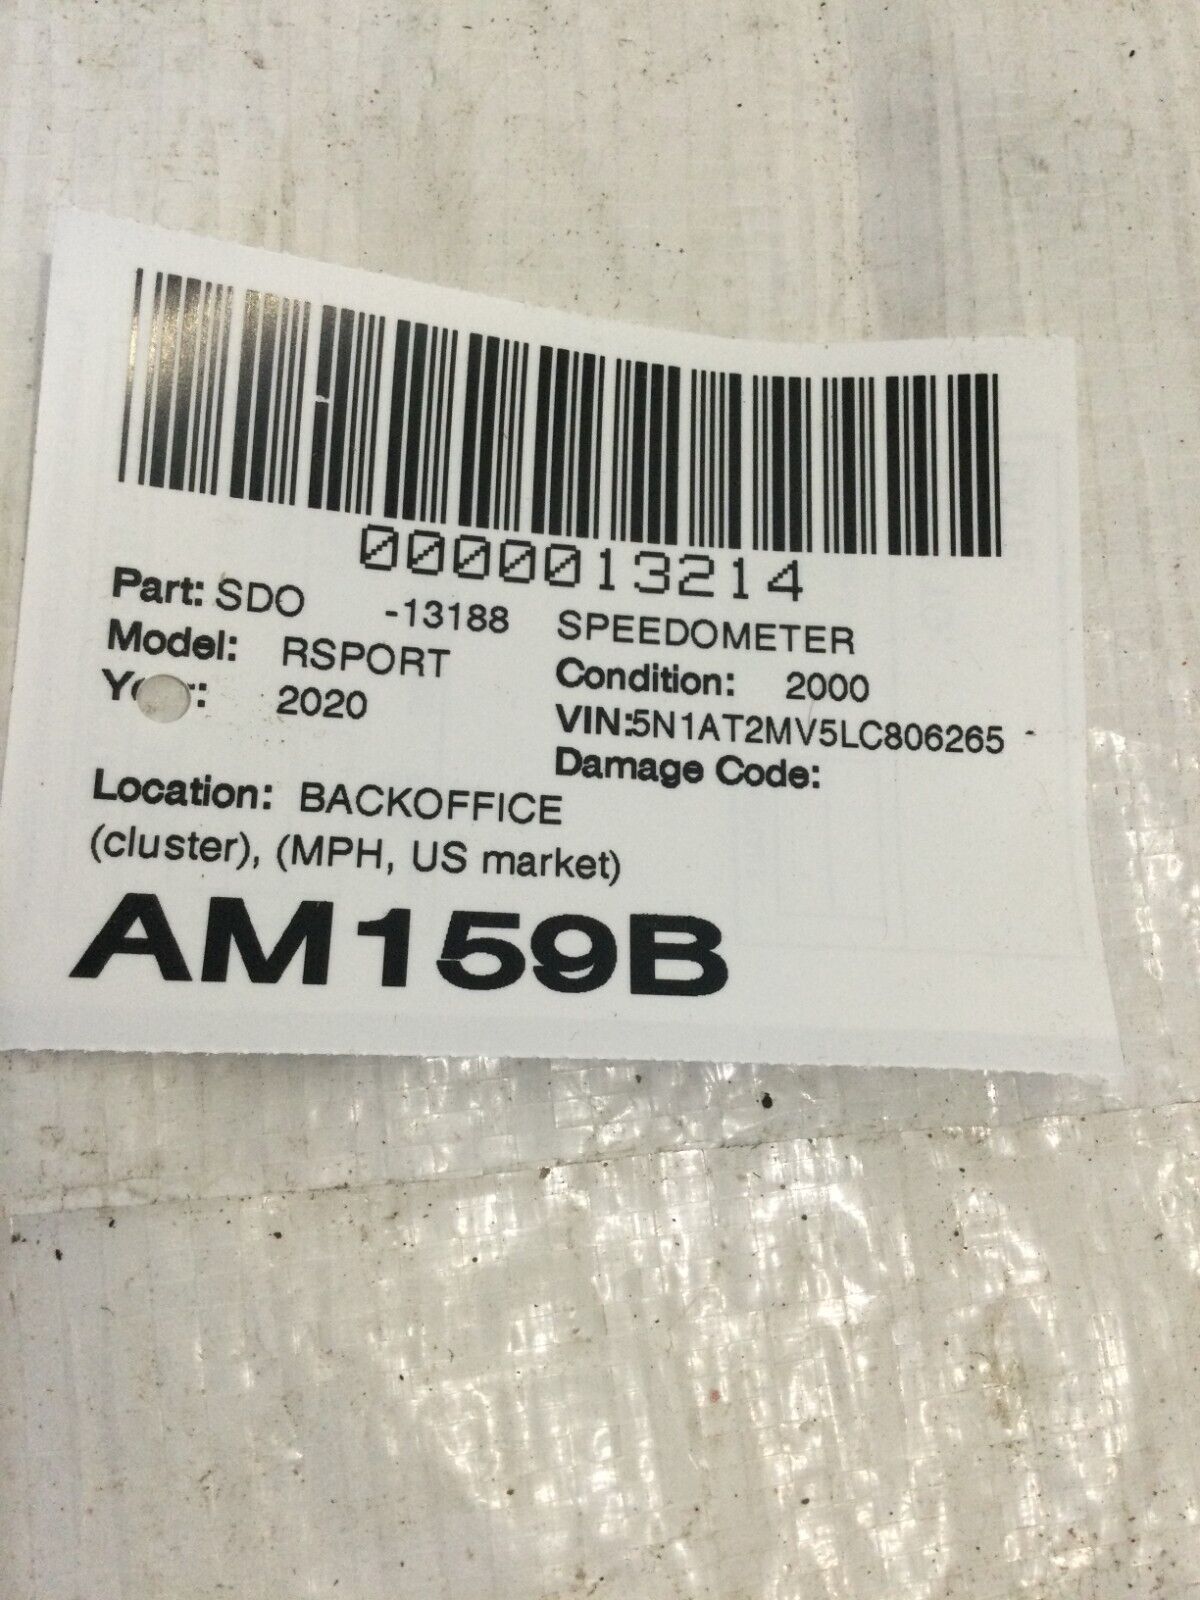 0000013214
Part: SDO -13188 SPEEDOMETER
Model: RSPORT Condition: 2000
2020 VIN:5N1AT2MV5LC806265 -
Damage Code:
Location: BACKOFFICE
(cluster), (MPH, US market)
AM159B